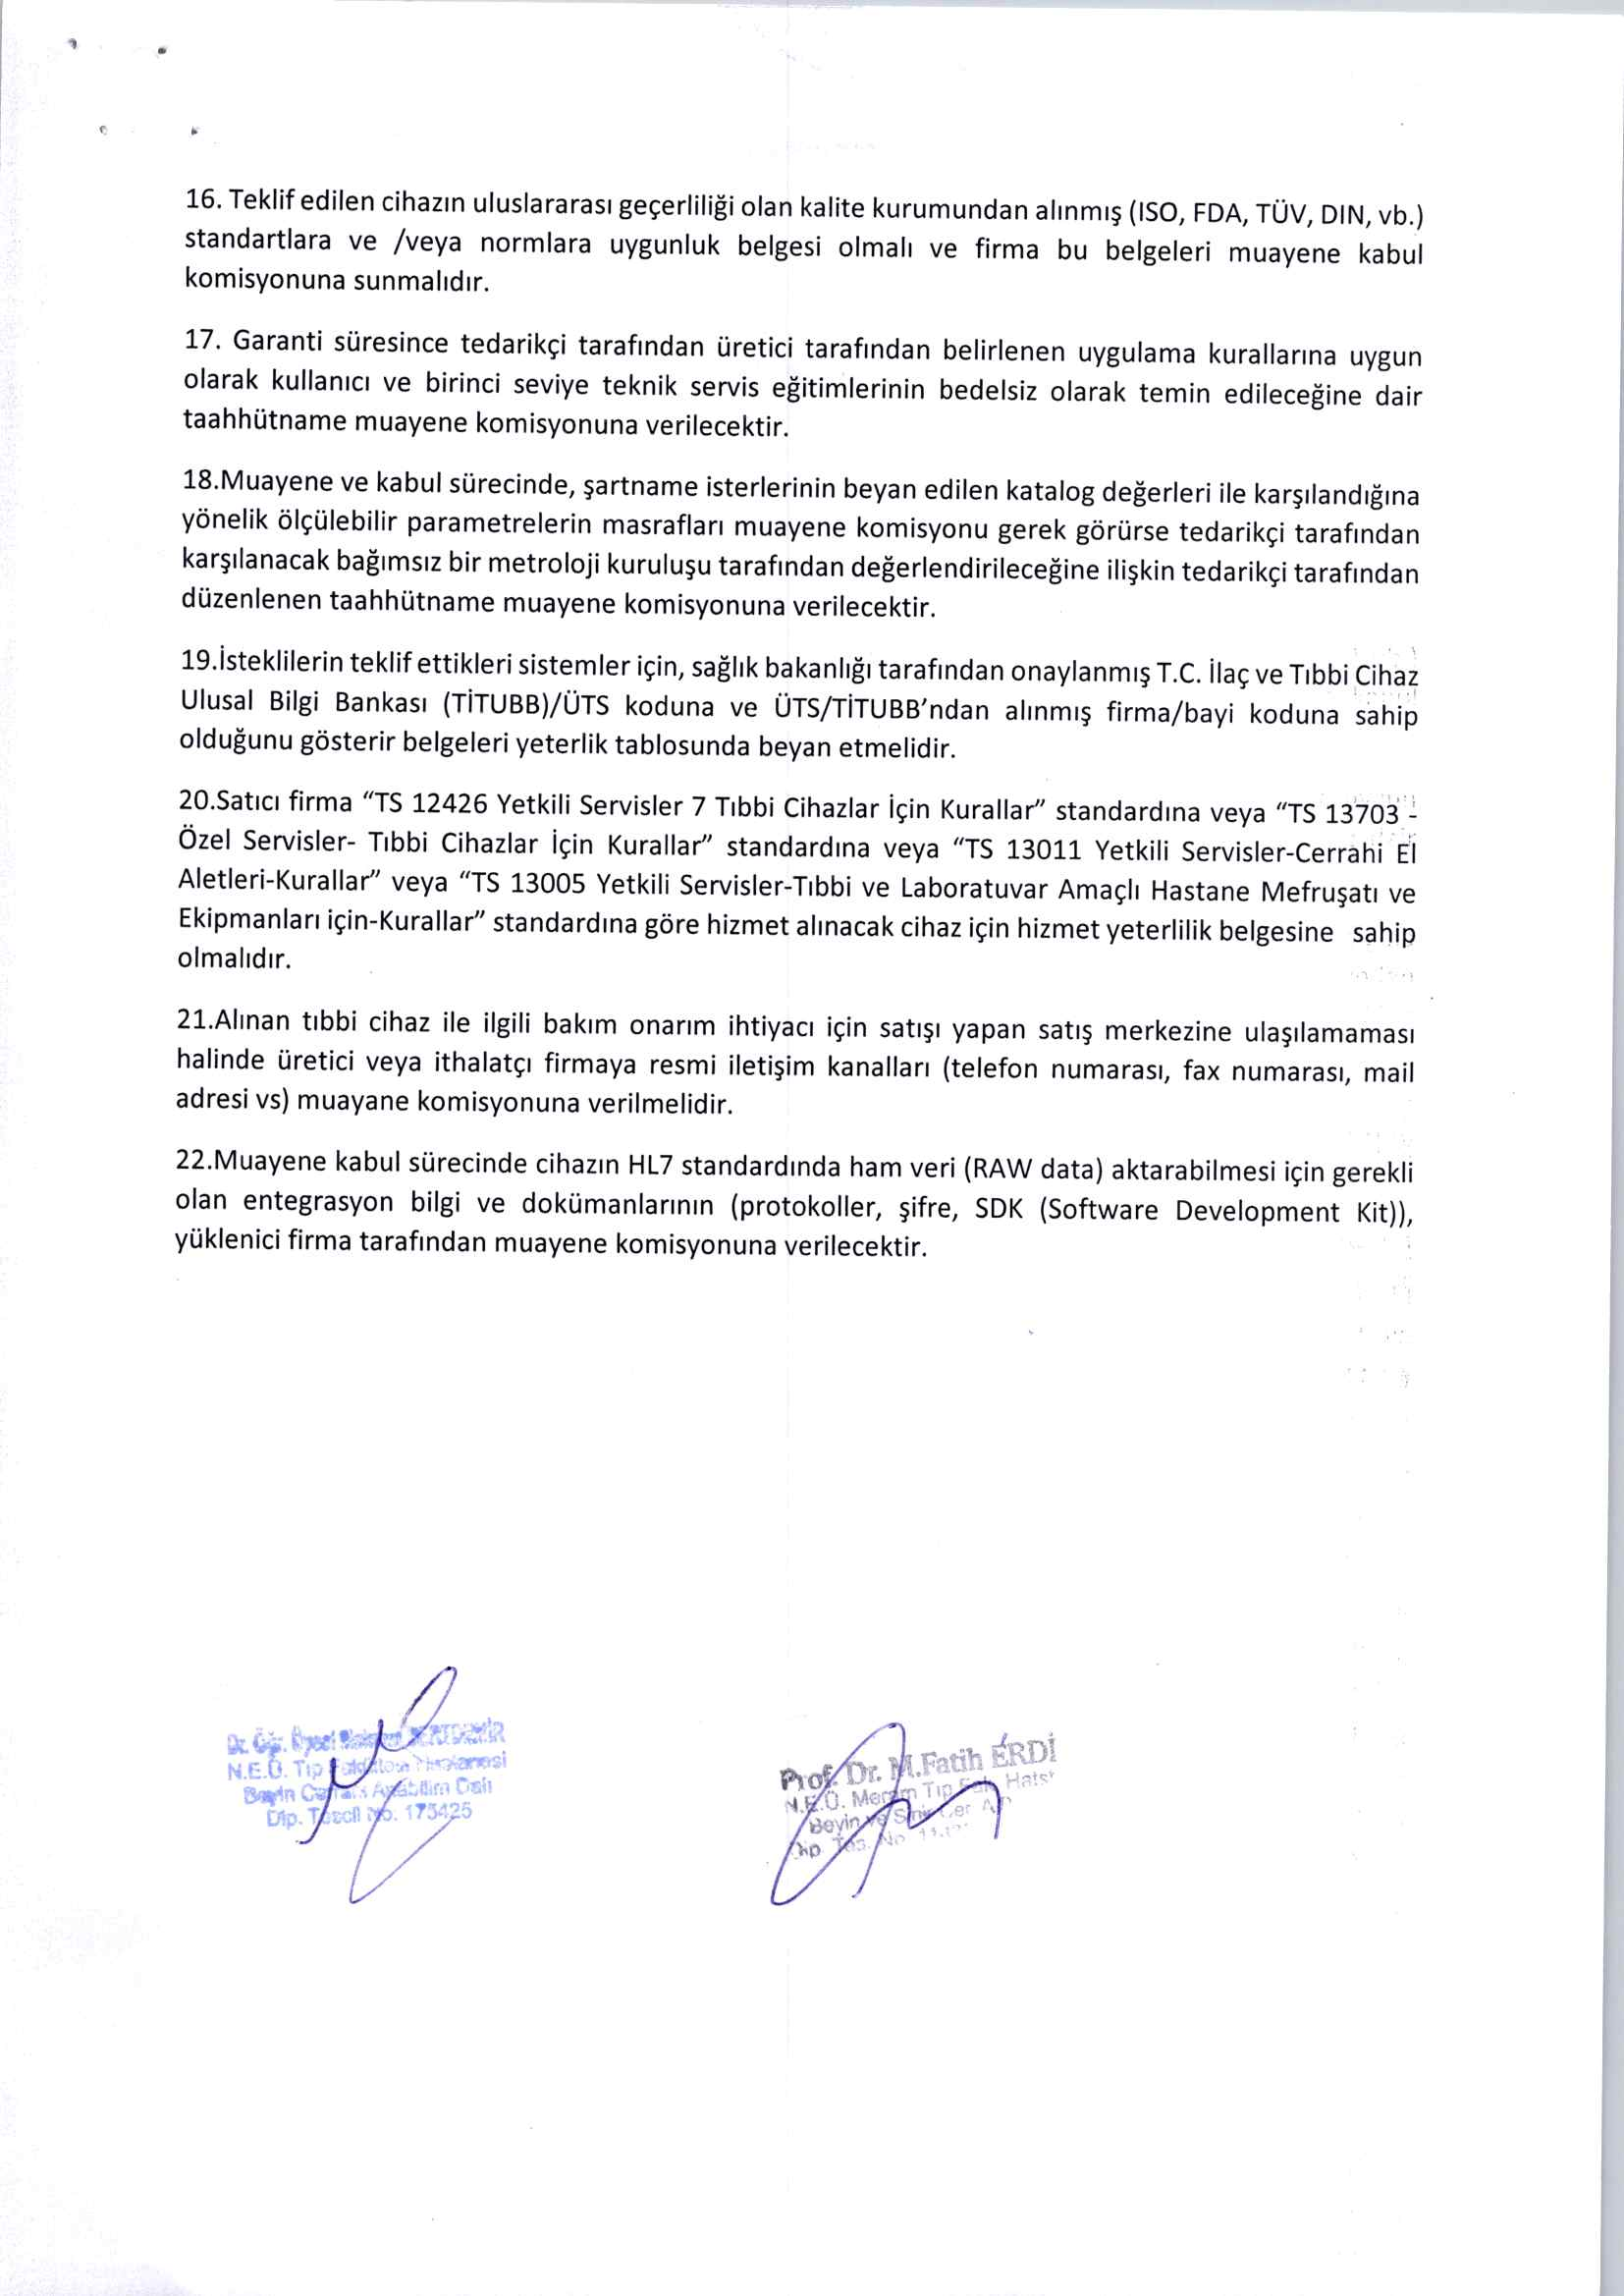 16. Teklif edilen cihazın uluslararası geçerliliği olan kalite kurumundan alınmış (ISO, FDA, TÜV, DIN, vb.)
standartlara ve /veya normlara uygunluk belgesi olmalı ve firma bu belgeleri muayene kabul
komisyonuna sunmalıdır.
17. Garanti süresince tedarikçi tarafından üretici tarafından belirlenen uygulama kurallarına uygun
olarak kullanıcı ve birinci seviye teknik servis eğitimlerinin bedelsiz olarak temin edileceğine dair
taahhütname muayene komisyonuna verilecektir.
18.Muayene ve kabul sürecinde, şartname isterlerinin beyan edilen katalog değerleri ile karşılandığına
yönelik ölçülebilir parametrelerin masrafları muayene komisyonu gerek görürse tedarikçi tarafından
karşılanacak bağımsız bir metroloji kuruluşu tarafından değerlendirileceğine ilişkin tedarikçi tarafından
düzenlenen taahhütname muayene komisyonuna verilecektir.
19.İsteklilerin teklif ettikleri sistemler için, sağlık bakanlığı tarafından onaylanmış T.C. İlaç ve Tıbbi Cihaz
Ulusal Bilgi Bankası (TİTUBB)/ÜTS koduna ve ÜTS/TİTUBB’ndan alınmış firma/bayi koduna sahip
olduğunu gösterir belgeleri yeterlik tablosunda beyan etmelidir.
20.Satıcı firma “TS 12426 Yetkili Servisler 7 Tıbbi Cihazlar İçin Kurallar” standardına veya “TS 13703 -
Özel Servisler- Tıbbi Cihazlar İçin Kurallar” standardına veya “TS 13011 Yetkili Servisler-Cerrahi El
Aletleri-Kurallar” veya “TS 13005 Yetkili Servisler-Tıbbi ve Laboratuvar Amaçlı Hastane Mefruşatı ve
Ekipmanları için-Kurallar” standardına göre hizmet alınacak cihaz için hizmet yeterlilik belgesine sahip
olmalıdır.
21.Alınan tıbbi cihaz ile ilgili bakım onarım ihtiyacı için satışı yapan satış merkezine ulaşılamaması
halinde üretici veya ithalatçı firmaya resmi iletişim kanalları (telefon numarası, fax numarası, mail
adresi vs) muayane komisyonuna verilmelidir.
22.Muayene kabul sürecinde cihazın HL7 standardında ham veri (RAW data) aktarabilmesi için gerekli
olan entegrasyon bilgi ve dokümanlarının (protokoller, şifre, SDK (Software Development Kit)),
yüklenici firma tarafından muayene komisyonuna verilecektir.
Dr. Öğr. Üyesi
N.E.Ü. Tıp
Beyin
Dip. Tescil No. 175425
Prof. Dr. M.Fatih ERDİ
N.E.Ü. Meram Tıp
Beyin ve